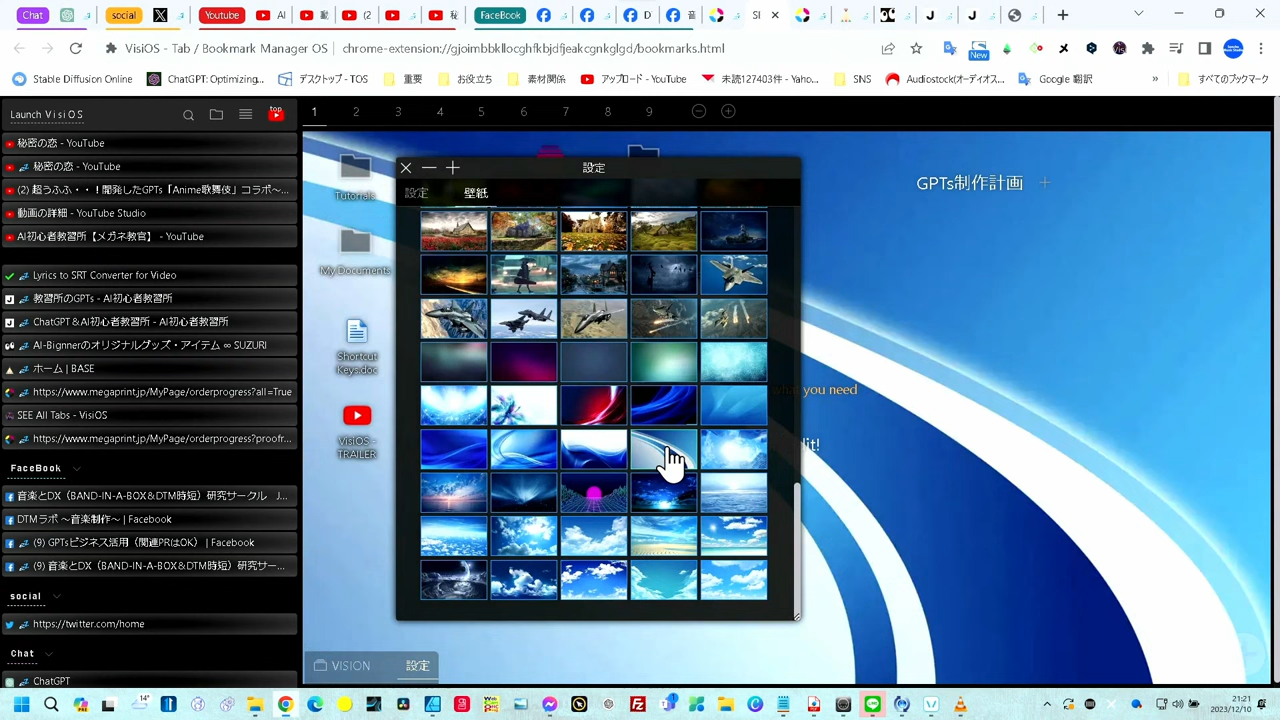 Chat
social
X
Youtube
AI
動
(2
秘
FaceBook
D
音
SI
J
J
VisiOS - Tab / Bookmark Manager OS
chrome-extension://gjoimbbkllocghfkbjdfjeakcgnkglgd/bookmarks.html
New
Stable Diffusion Online
ChatGPT: Optimizing...
デスクトップ - TOS
重要
お役立ち
素材関係
アップロード - YouTube
未読127403件 - Yaho...
SNS
Audiostock(オーディオス...
Google 翻訳
»
すべてのブックマーク
Launch VisiOS
top
1 2 3 4 5 6 7 8 9
秘密の恋 - YouTube
秘密の恋 - YouTube
(2) 超うふふ・・！開発したGPTs「Anime歌舞伎」コラボ~...
動画の詳細 - YouTube Studio
AI初心者教習所【メガネ教官】 - YouTube
Lyrics to SRT Converter for Video
教習所のGPTs - AI初心者教習所
ChatGPT＆AI初心者教習所 - AI初心者教習所
AI-Bignnerのオリジナルグッズ・アイテム ∞ SUZURI
ホーム | BASE
https://www.megaprint.jp/MyPage/orderprogress?all=True
SEE All Tabs - VisiOS
https://www.megaprint.jp/MyPage/orderprogress?proofr...
FaceBook
音楽とDX（BAND-IN-A-BOX＆DTM時短）研究サークル J...
DTMラボ ～音楽制作～ | Facebook
(9) GPTsビジネス活用（関連PRはOK） | Facebook
(9) 音楽とDX（BAND-IN-A-BOX＆DTM時短）研究サー...
social
https://twitter.com/home
Chat
ChatGPT
Tutorials
My Documents
Shortcut
Keys.doc
VisiOS -
TRAILER
設定
設定
壁紙
GPTs制作計画
what you need
it!
VISION
設定
14°
21:21
2023/12/10